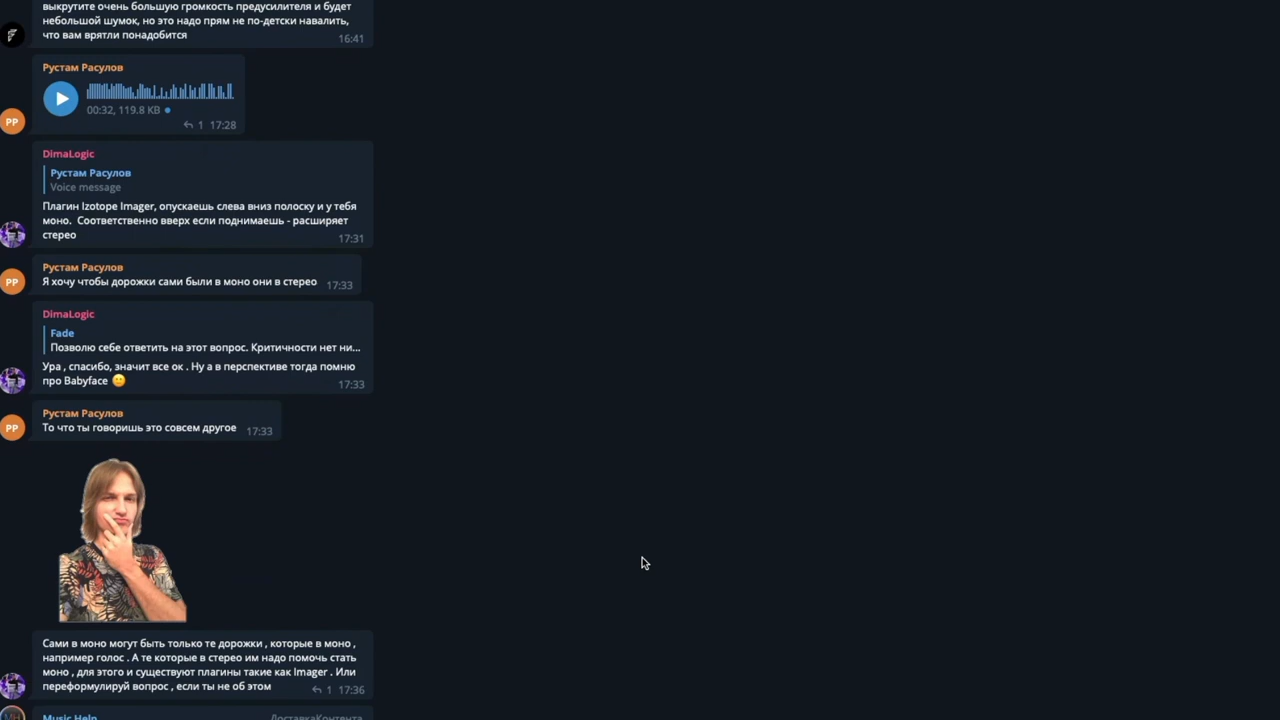 выкрутите очень большую громкость предусилителя и будет
небольшой шумок, но это надо прям не по-детски навалить,
что вам врятли понадобится
16:41
Рустам Расулов
00:32, 119.8 KB
1 17:28
РР
DimaLogic
Рустам Расулов
Voice message
Плагин Izotope Imager, опускаешь слева вниз полоску и у тебя
моно. Соответственно вверх если поднимаешь - расширяет
стерео
17:31
Рустам Расулов
Я хочу чтобы дорожки сами были в моно они в стерео
17:33
РР
DimaLogic
Fade
Позволю себе ответить на этот вопрос. Критичности нет ни...
Ура , спасибо, значит все ок . Ну а в перспективе тогда помню
про Babyface
17:33
Рустам Расулов
То что ты говоришь это совсем другое
17:33
РР
Сами в моно могут быть только те дорожки , которые в моно ,
например голос . А те которые в стерео им надо помочь стать
моно , для этого и существуют плагины такие как Imager . Или
переформулируй вопрос , если ты не об этом
1 17:36
Music Help
ДоставкаКонтента